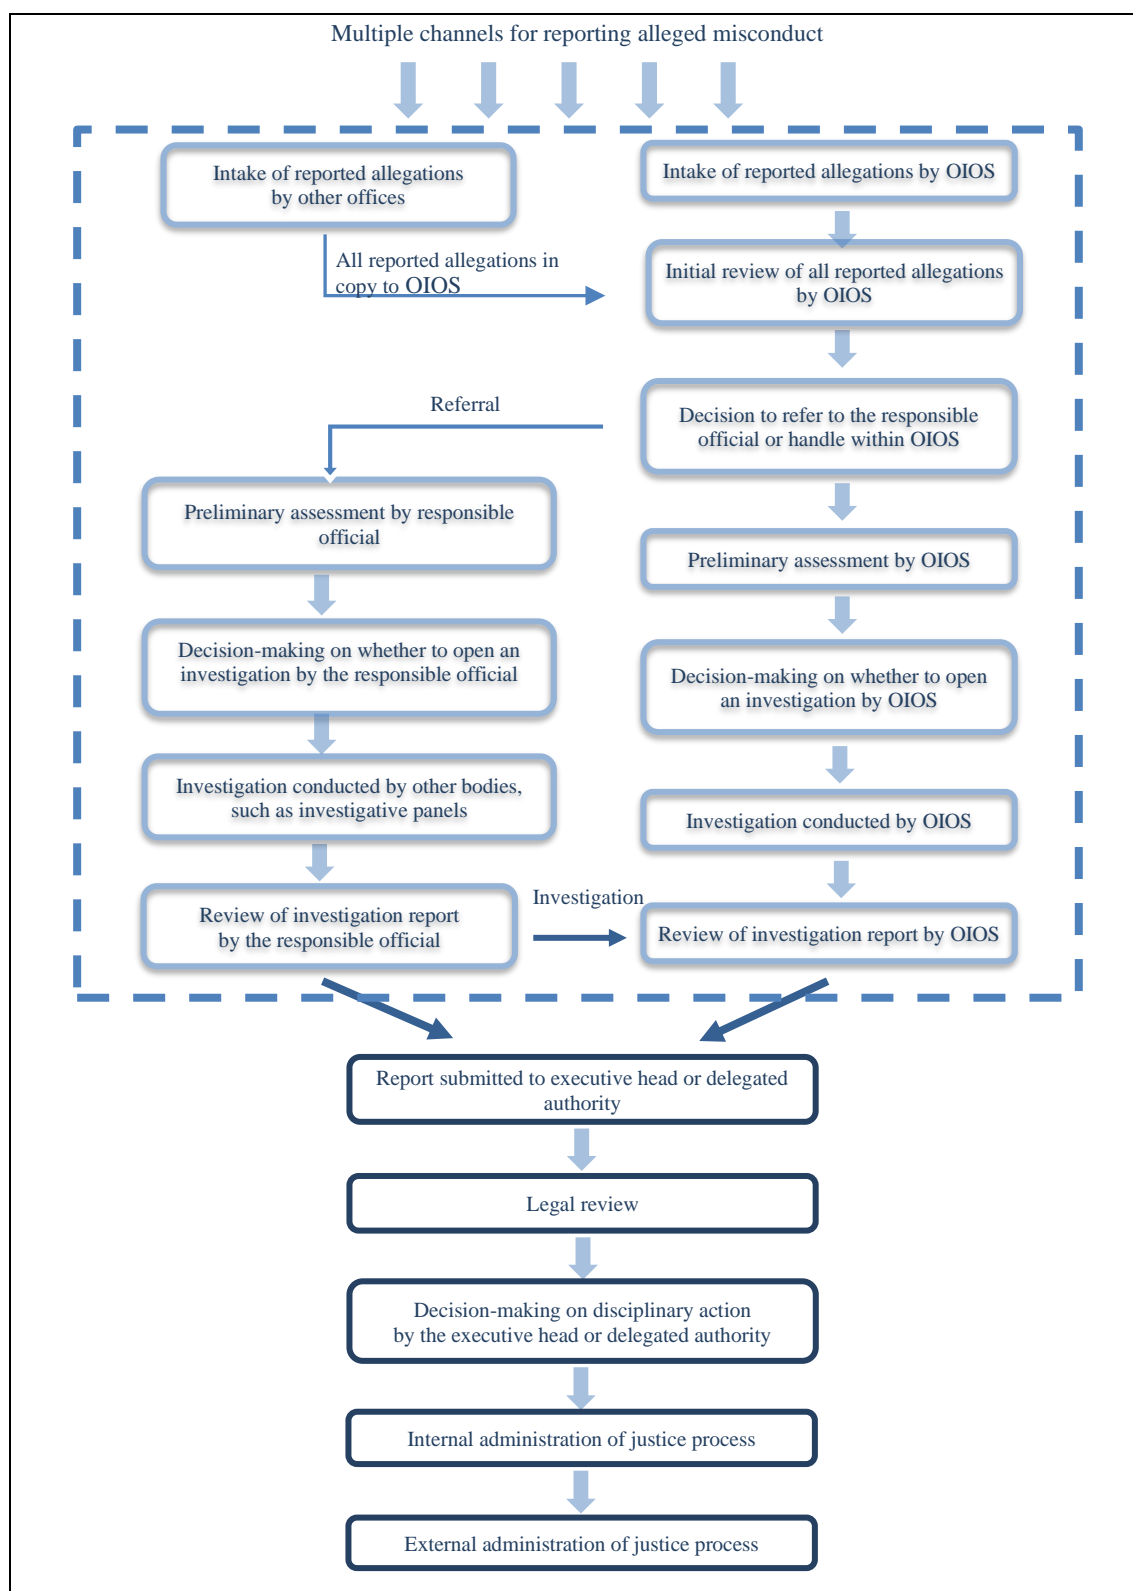 Multiple channels for reporting alleged misconduct
Intake of reported allegations
by other offices
Intake of reported allegations by OIOS
All reported allegations in
copy to OIOS
Initial review of all reported allegations
by OIOS
Referral
Decision to refer to the responsible
official or handle within OIOS
Preliminary assessment by responsible
official
Preliminary assessment by OIOS
Decision-making on whether to open an
investigation by the responsible official
Decision-making on whether to open
an investigation by OIOS
Investigation conducted by other bodies,
such as investigative panels
Investigation conducted by OIOS
Review of investigation report
by the responsible official
Investigation
Review of investigation report by OIOS
Report submitted to executive head or delegated
authority
Legal review
Decision-making on disciplinary action
by the executive head or delegated authority
Internal administration of justice process
External administration of justice process